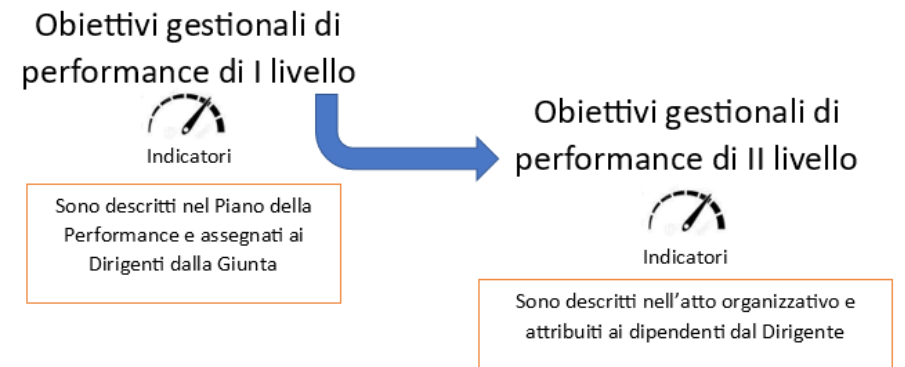 Obiettivi gestionali di
performance di I livello
Indicatori
Sono descritti nel Piano della
Performance e assegnati ai
Dirigenti dalla Giunta
Obiettivi gestionali di
performance di II livello
Indicatori
Sono descritti nell’atto organizzativo e
attribuiti ai dipendenti dal Dirigente